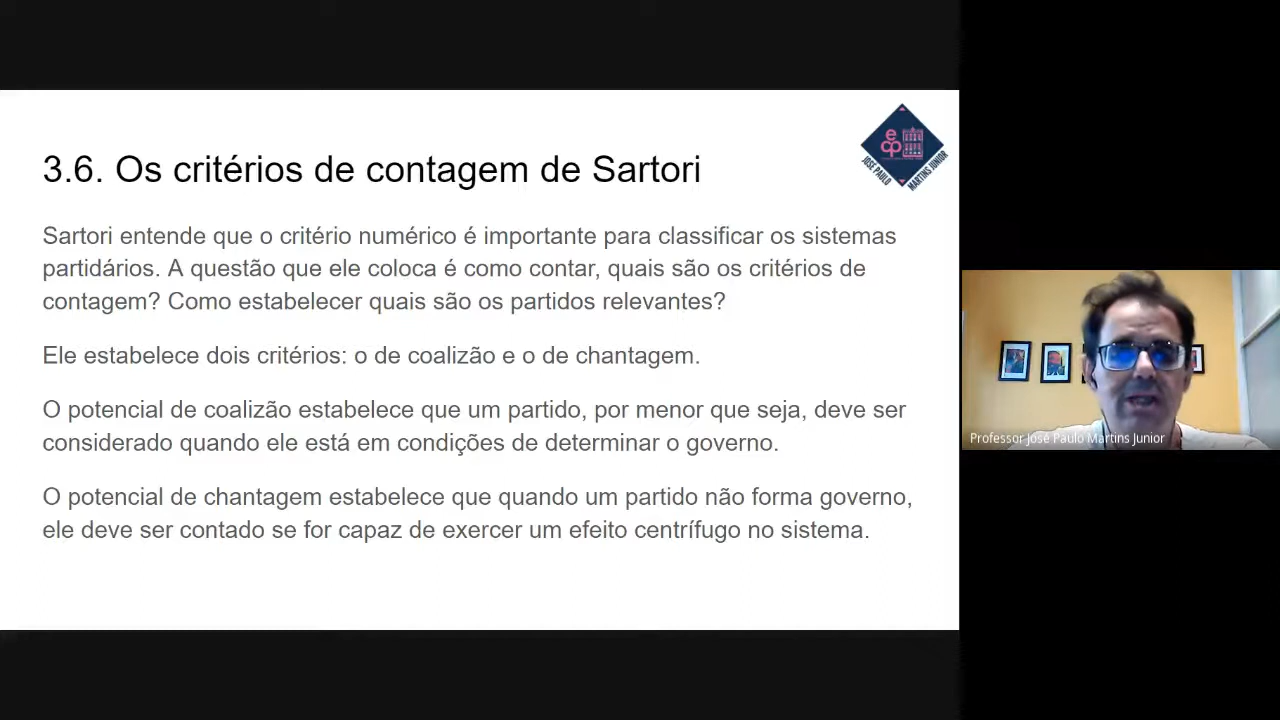 3.6. Os critérios de contagem de Sartori
ecp
JOSÉ PAULO
MARTINS JUNIOR
Sartori entende que o critério numérico é importante para classificar os sistemas
partidários. A questão que ele coloca é como contar, quais são os critérios de
contagem? Como estabelecer quais são os partidos relevantes?
Ele estabelece dois critérios: o de coalizão e o de chantagem.
O potencial de coalizão estabelece que um partido, por menor que seja, deve ser
considerado quando ele está em condições de determinar o governo.
O potencial de chantagem estabelece que quando um partido não forma governo,
ele deve ser contado se for capaz de exercer um efeito centrífugo no sistema.
Professor José Paulo Martins Junior